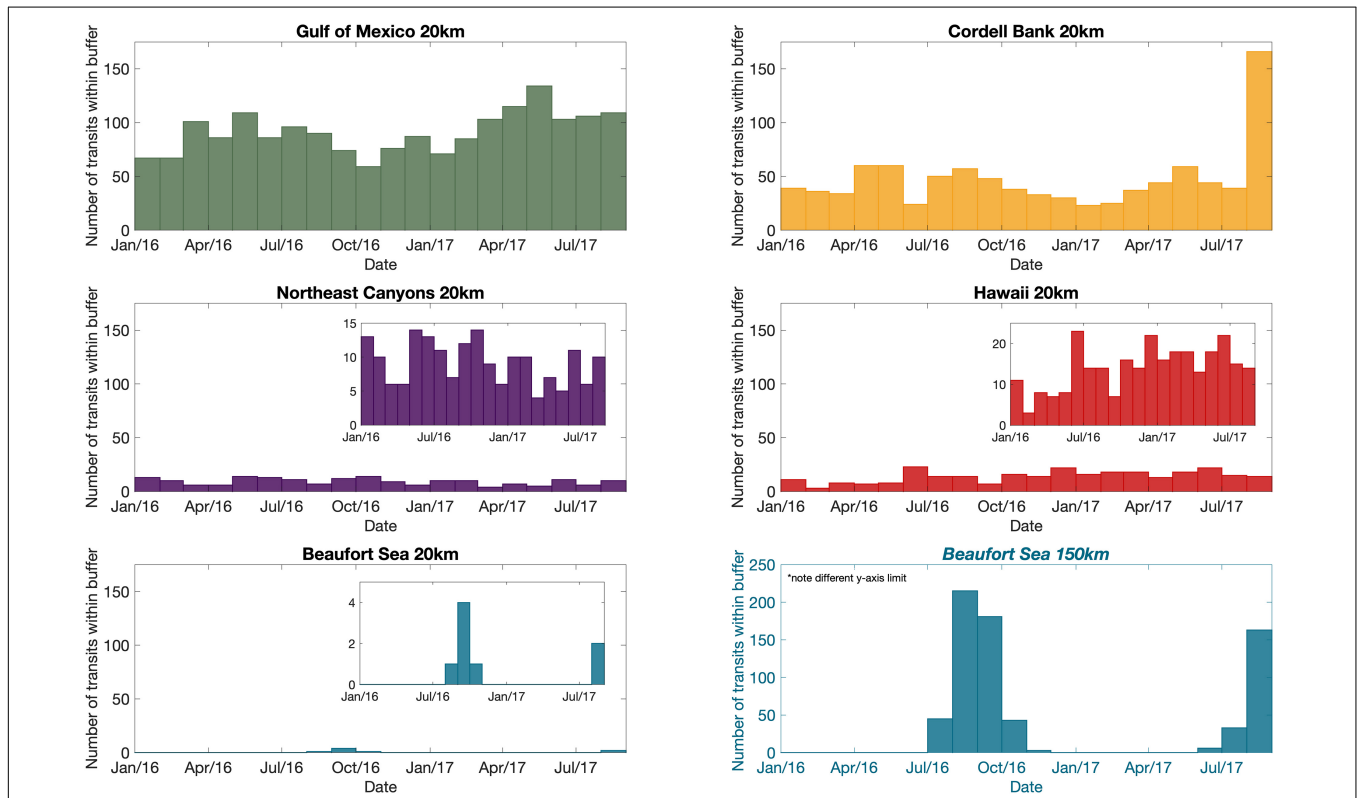 Gulf of Mexico 20km
Number of transits within buffer
150
100
50
0
Jan/16 Apr/16 Jul/16 Oct/16 Jan/17 Apr/17 Jul/17
Date
Cordell Bank 20km
Number of transits within buffer
150
100
50
0
Jan/16 Apr/16 Jul/16 Oct/16 Jan/17 Apr/17 Jul/17
Date
Northeast Canyons 20km
Number of transits within buffer
150
100
50
0
15
10
5
0
Jan/16 Jul/16 Jan/17 Jul/17
Jan/16 Apr/16 Jul/16 Oct/16 Jan/17 Apr/17 Jul/17
Date
Hawaii 20km
Number of transits within buffer
150
100
50
0
20
10
0
Jan/16 Jul/16 Jan/17 Jul/17
Jan/16 Apr/16 Jul/16 Oct/16 Jan/17 Apr/17 Jul/17
Date
Beaufort Sea 20km
Number of transits within buffer
150
100
50
0
4
2
0
Jan/16 Jul/16 Jan/17 Jul/17
Jan/16 Apr/16 Jul/16 Oct/16 Jan/17 Apr/17 Jul/17
Date
Beaufort Sea 150km
Number of transits within buffer
250
200
150
100
50
0
*note different y-axis limit
Jan/16 Apr/16 Jul/16 Oct/16 Jan/17 Apr/17 Jul/17
Date